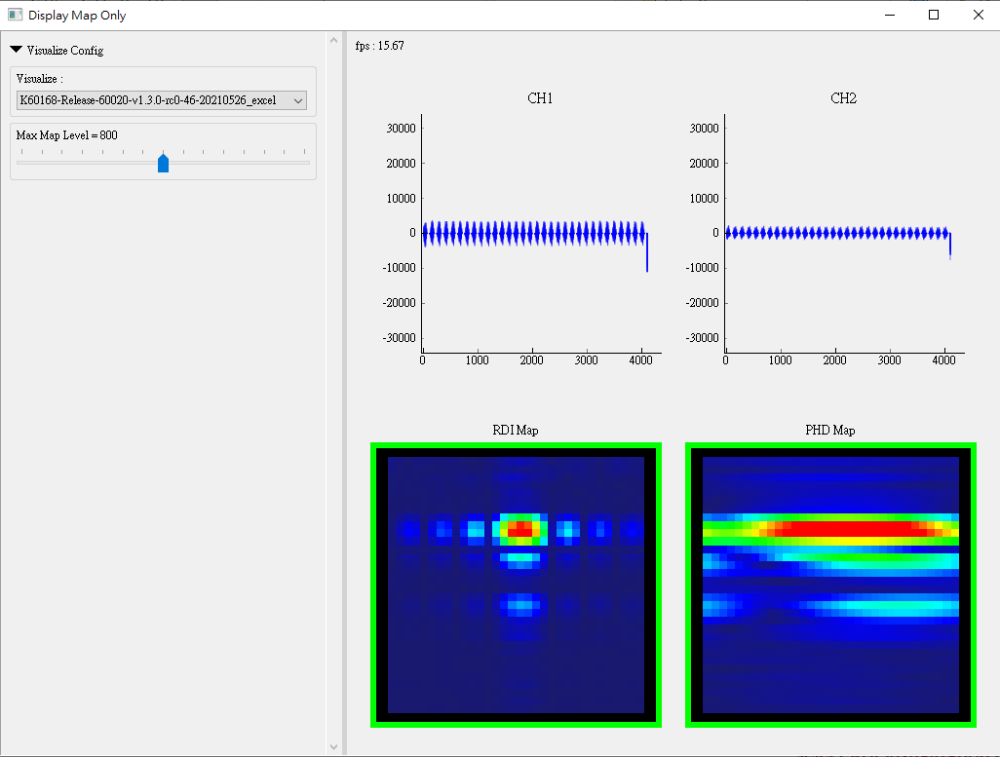 Display Map Only
Visualize Config
Visualize :
K60168-Release-60020-v1.3.0-rc0-46-20210526_excel
Max Map Level = 800
fps : 15.67
CH1
30000
20000
10000
0
-10000
-20000
-30000
0 1000 2000 3000 4000
CH2
30000
20000
10000
0
-10000
-20000
-30000
0 1000 2000 3000 4000
RDI Map
PHD Map